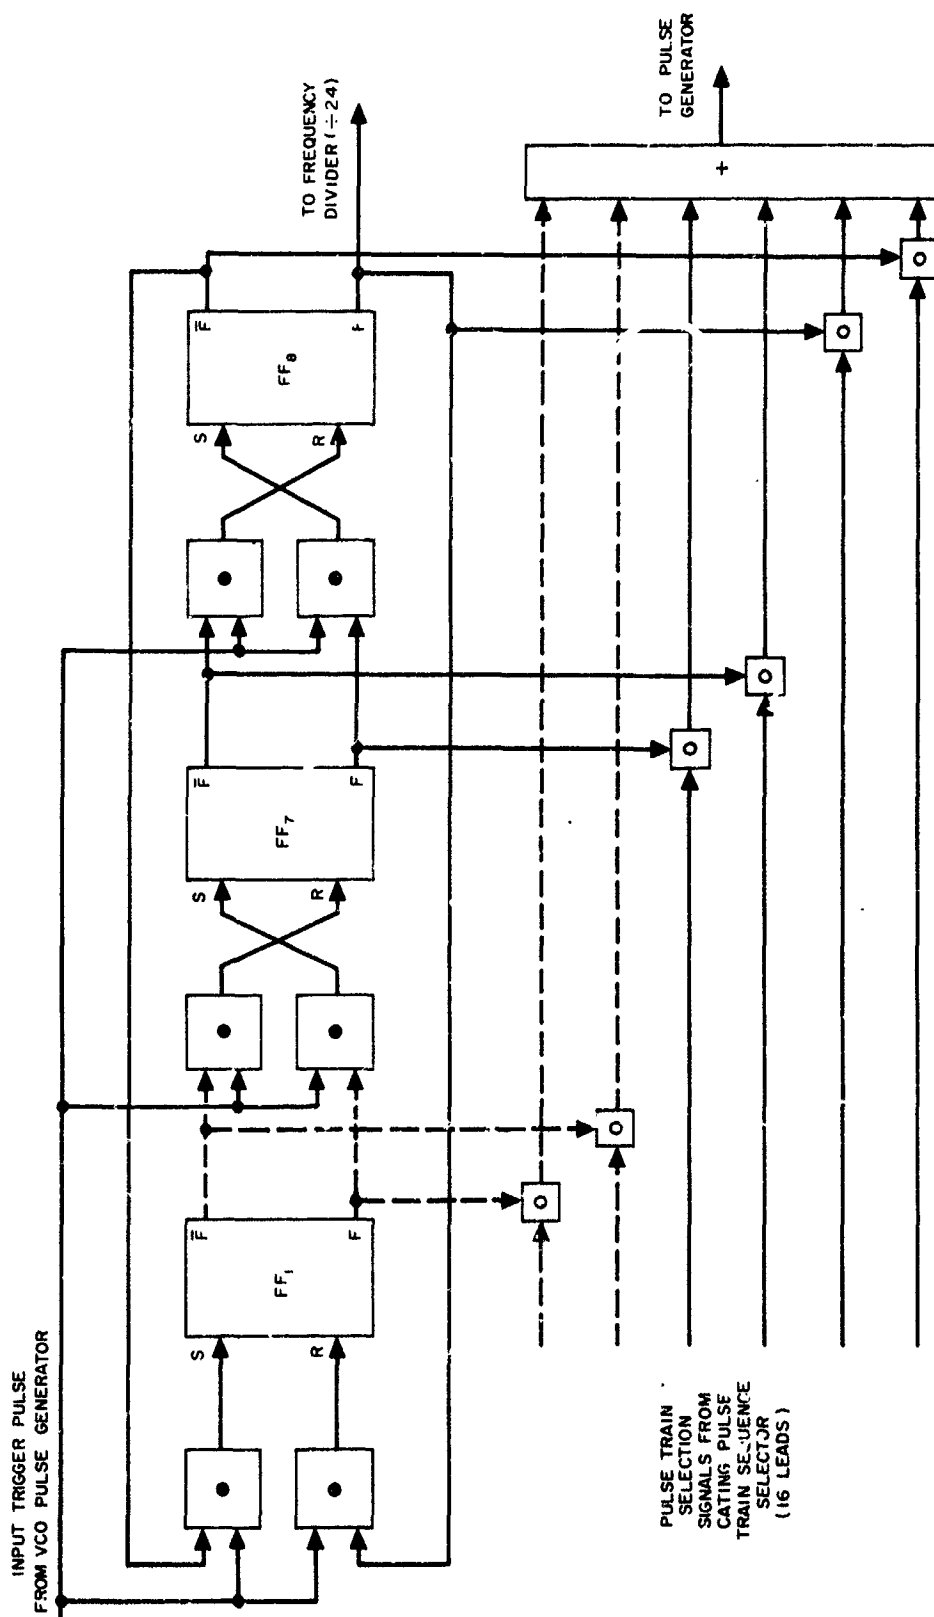 INPUT TRIGGER PULSE
FROM VCO PULSE GENERATOR
S
R
FF₁
F̅
F
S
R
FF₇
F̅
F
S
R
FF₈
F̅
F
TO FREQUENCY
DIVIDER (÷24)
PULSE TRAIN
SELECTION
SIGNALS FROM
CATING PULSE
TRAIN SEQUENCE
SELECTOR
(16 LEADS)
+
TO PULSE
GENERATOR